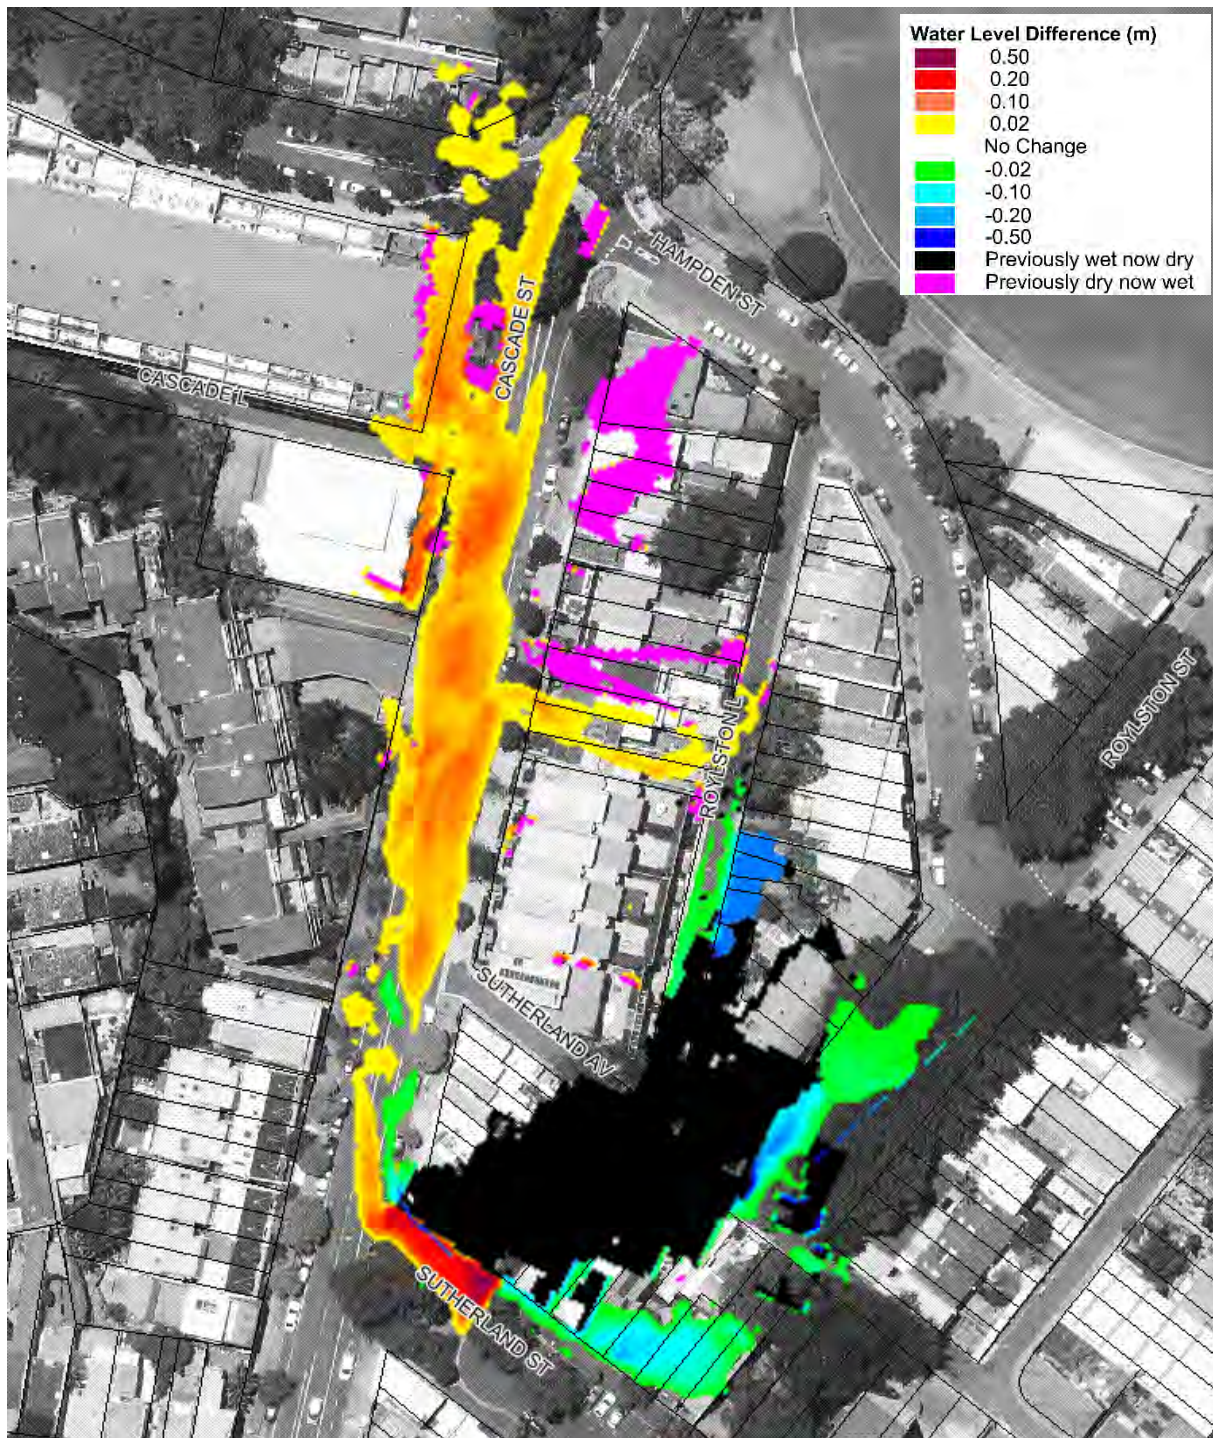 Water Level Difference (m)
0.50
0.20
0.10
0.02
No Change
-0.02
-0.10
-0.20
-0.50
Previously wet now dry
Previously dry now wet
HAMPDEN ST
CASCADE ST
CASCADE L
ROYLSTON ST
ROYLSTON L
SUTHERLAND AV
SUTHERLAND ST